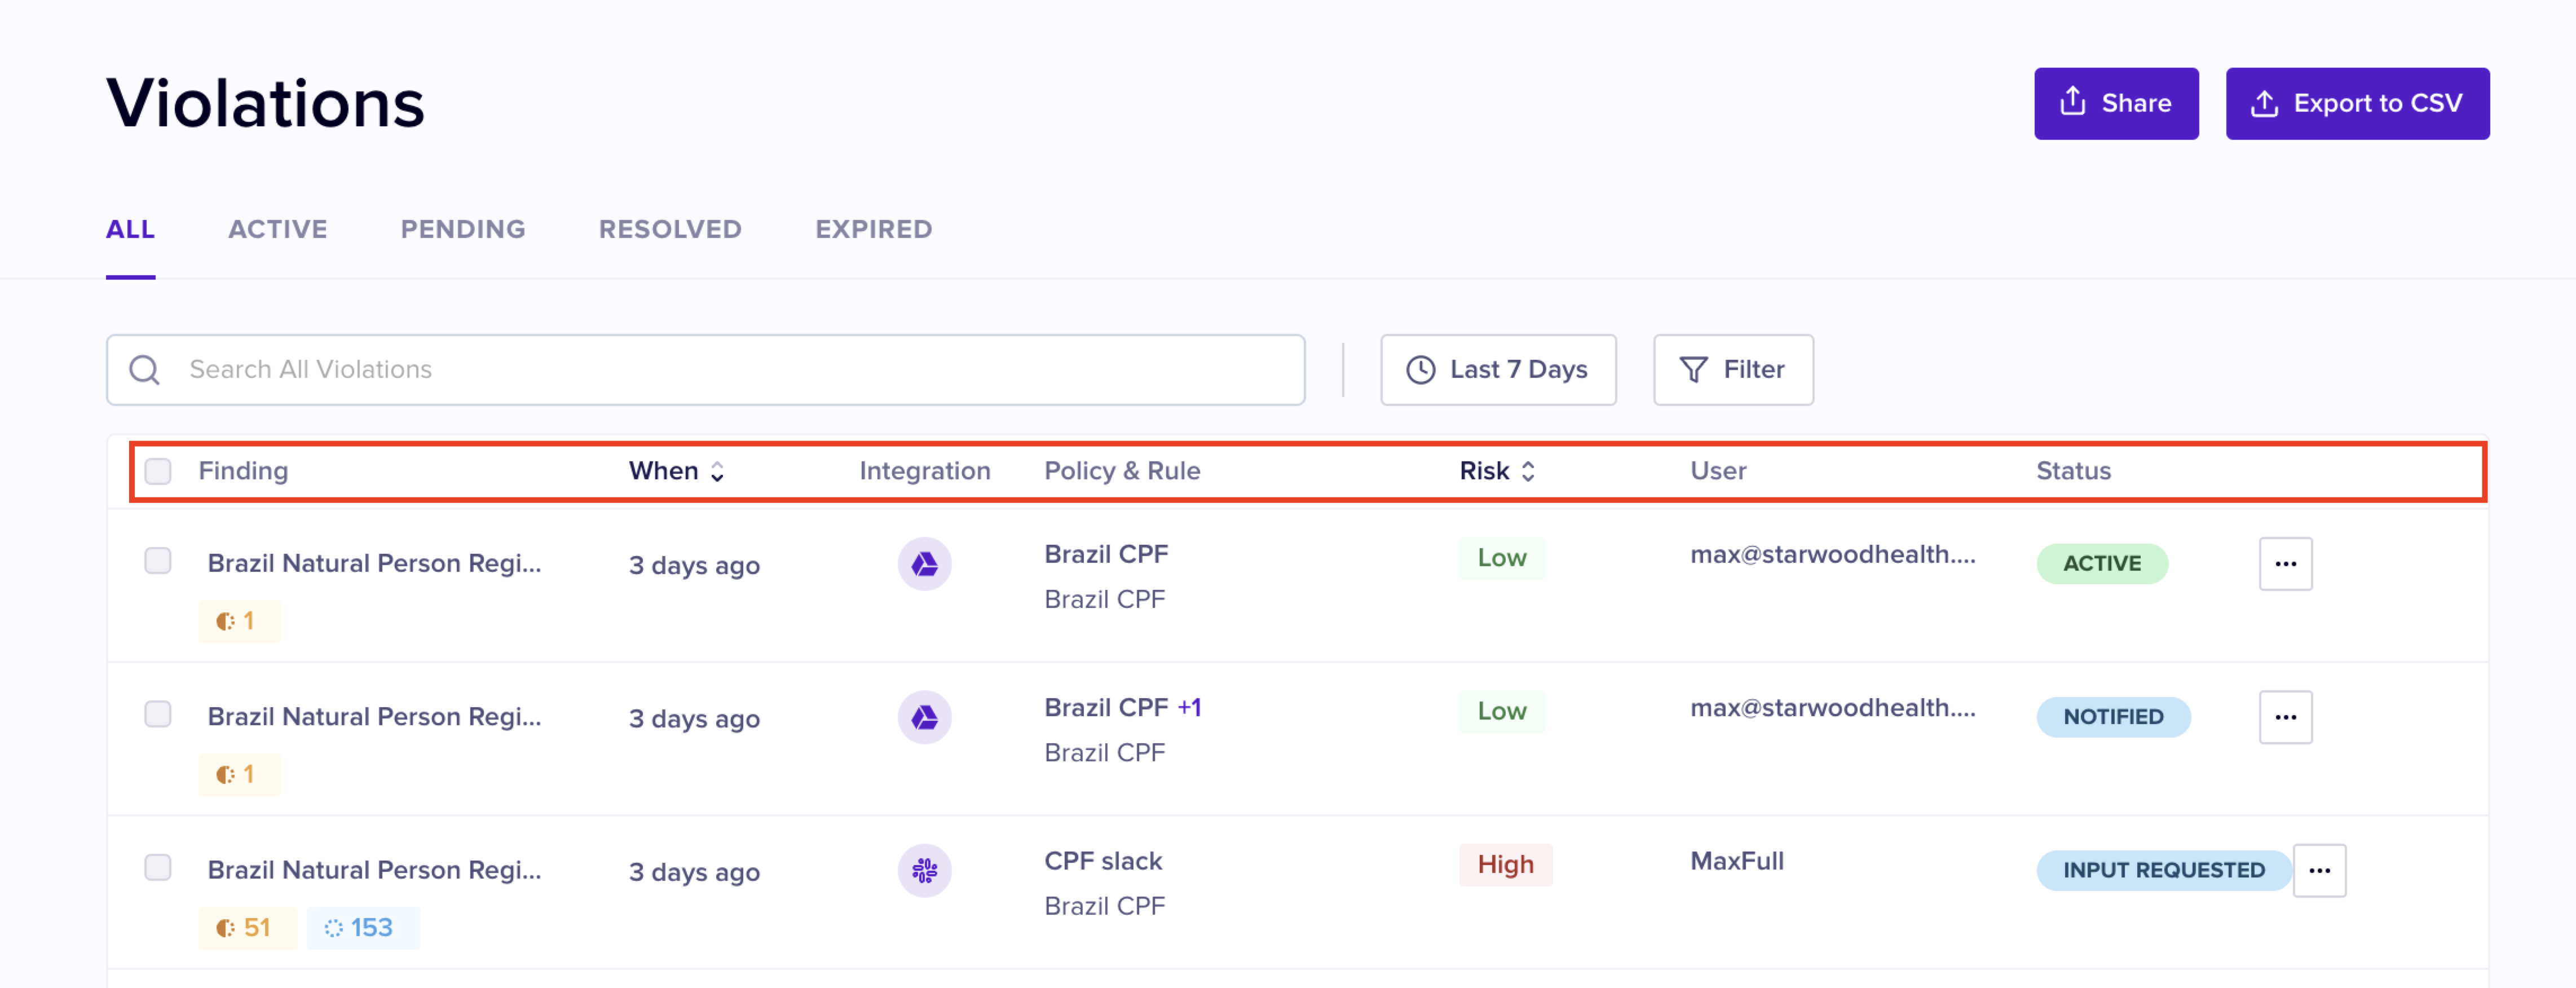 Violations
Share
Export to CSV
ALL ACTIVE PENDING RESOLVED EXPIRED
Search All Violations
Last 7 Days
Filter
Finding When Integration Policy & Rule Risk User Status
Brazil Natural Person Regi... 3 days ago Brazil CPF Low max@starwoodhealth.... ACTIVE ...
Brazil CPF
1
Brazil Natural Person Regi... 3 days ago Brazil CPF +1 Low max@starwoodhealth.... NOTIFIED ...
Brazil CPF
1
Brazil Natural Person Regi... 3 days ago CPF slack High MaxFull INPUT REQUESTED ...
Brazil CPF
51 153